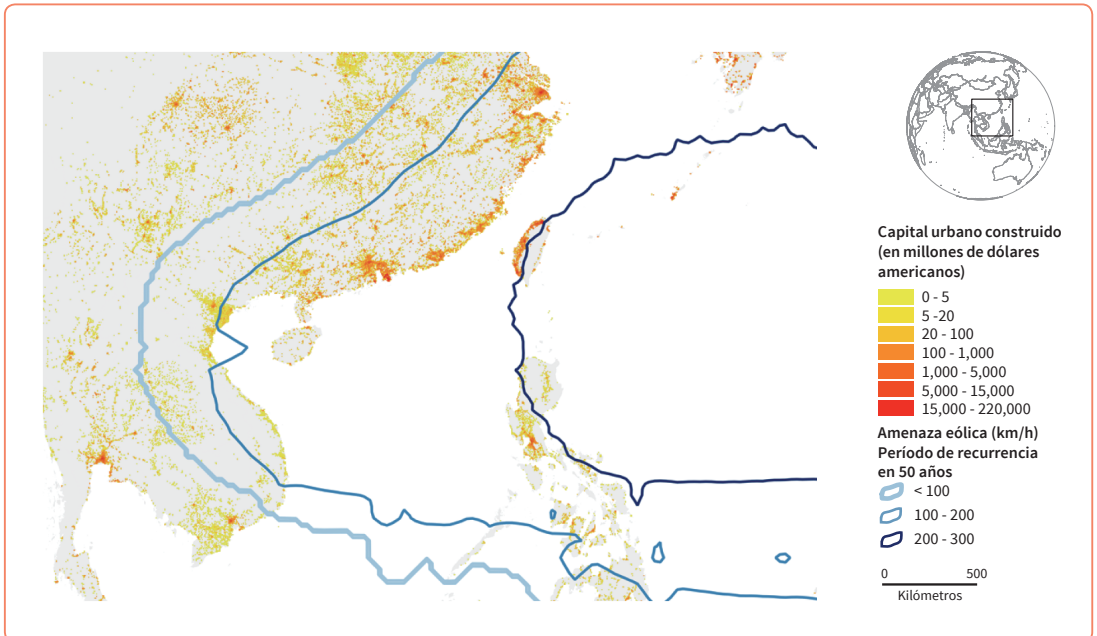 Capital urbano construido
(en millones de dólares
americanos)
0 - 5
5 -20
20 - 100
100 - 1,000
1,000 - 5,000
5,000 - 15,000
15,000 - 220,000
Amenaza eólica (km/h)
Período de recurrencia
en 50 años
< 100
100 - 200
200 - 300
0 500
Kilómetros